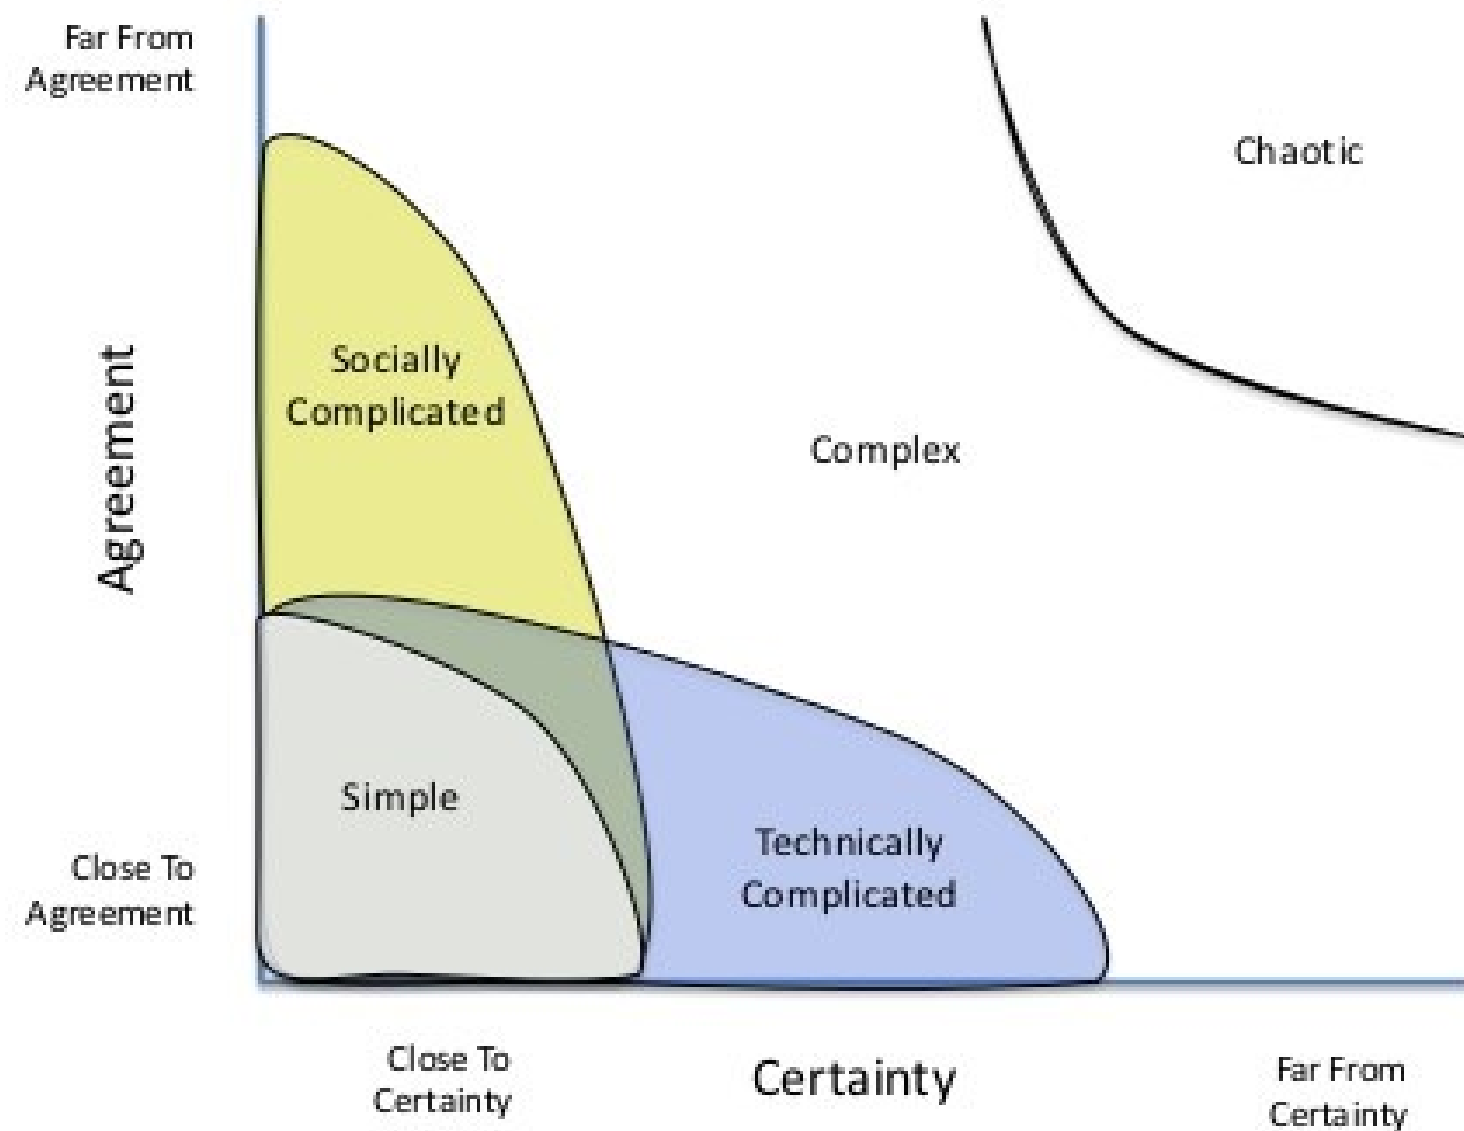 Far From
Agreement
Chaotic
Socially
Complicated
Complex
Agreement
Simple
Technically
Complicated
Close To
Agreement
Close To
Certainty
Certainty
Far From
Certainty